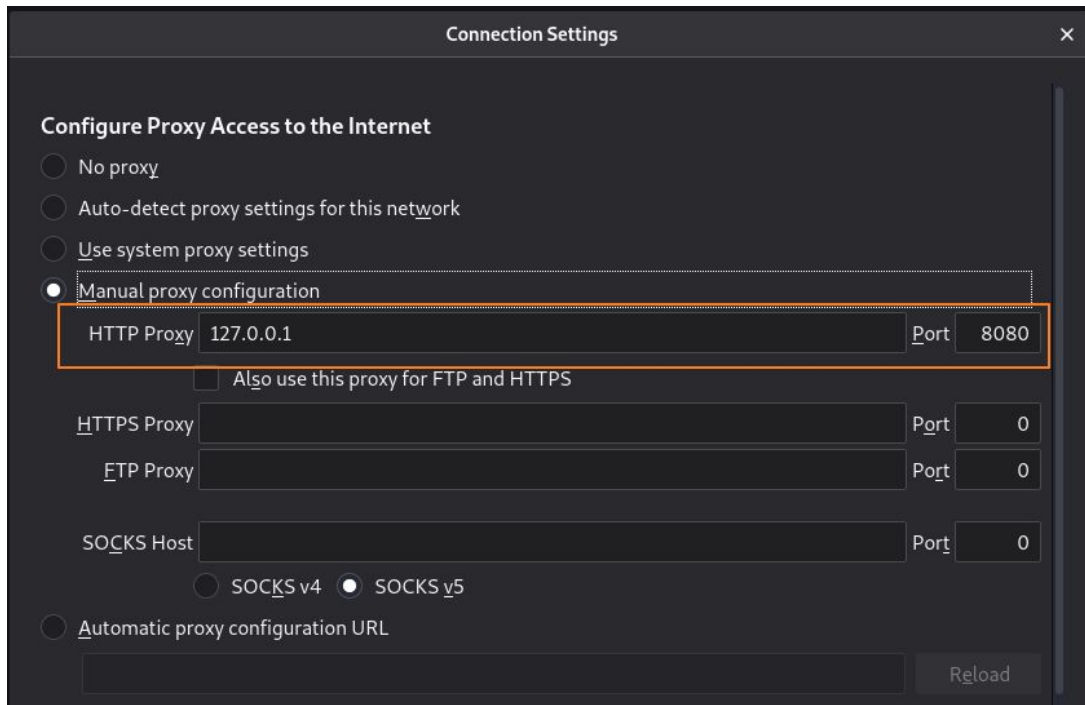 Connection Settings
Configure Proxy Access to the Internet
No proxy
Auto-detect proxy settings for this network
Use system proxy settings
Manual proxy configuration
HTTP Proxy 127.0.0.1 Port 8080
Also use this proxy for FTP and HTTPS
HTTPS Proxy Port 0
FTP Proxy Port 0
SOCKS Host Port 0
SOCKS v4 SOCKS v5
Automatic proxy configuration URL
Reload